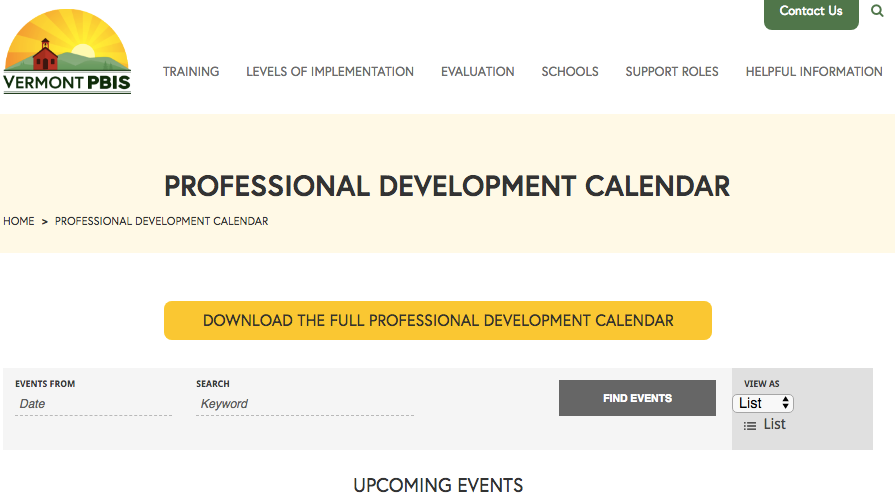 Contact Us
VERMONT PBIS
TRAINING LEVELS OF IMPLEMENTATION EVALUATION SCHOOLS SUPPORT ROLES HELPFUL INFORMATION
PROFESSIONAL DEVELOPMENT CALENDAR
HOME > PROFESSIONAL DEVELOPMENT CALENDAR
DOWNLOAD THE FULL PROFESSIONAL DEVELOPMENT CALENDAR
EVENTS FROM SEARCH VIEW AS
Date Keyword FIND EVENTS List
List
UPCOMING EVENTS